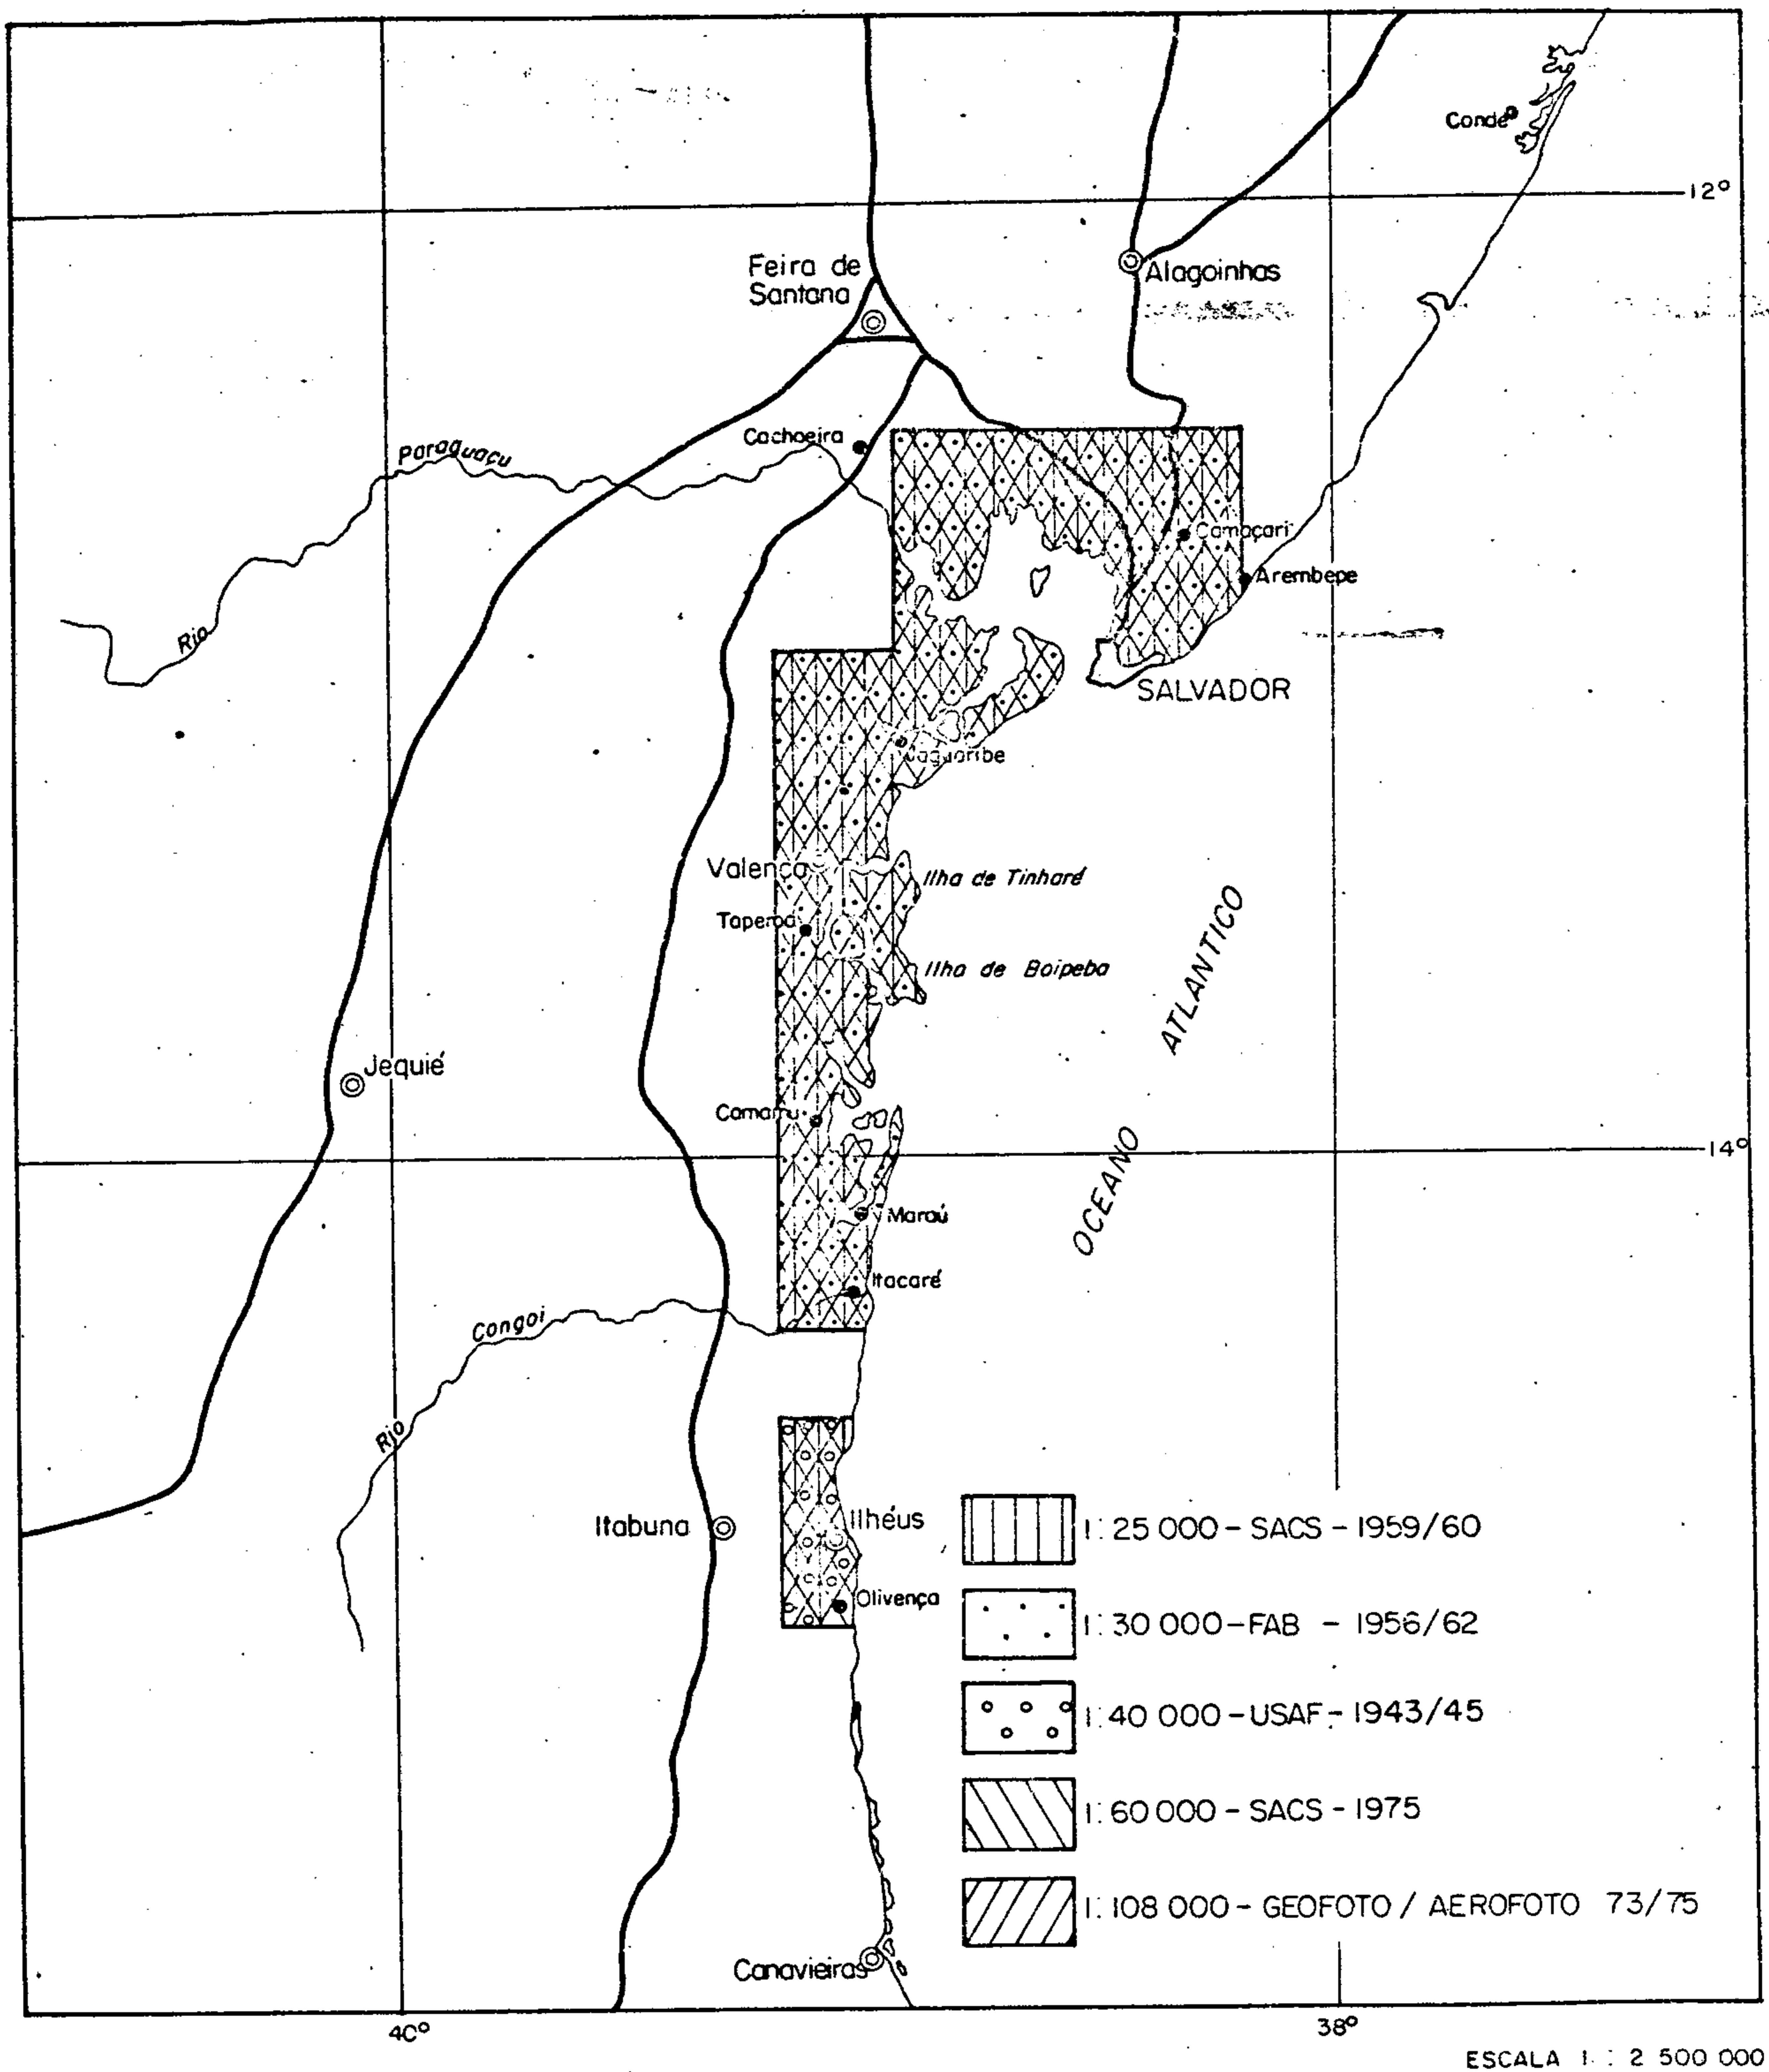 Conde
12°
Feira de
Santana
Alagoinhas
Cachoeira
Paraguaçu
Rio
Camaçari
Arembepe
SALVADOR
Jaguaribe
Valença
Ilha de Tinharé
Taperoá
Ilha de Boipeba
OCEANO ATLANTICO
Jequié
Camamu
14°
Maraú
Itacaré
Rio Congoi
Itabuna
Ilhéus
Olivença
1:25 000 - SACS - 1959/60
1:30 000 - FAB - 1956/62
1:40 000 - USAF - 1943/45
1:60 000 - SACS - 1975
1:108 000 - GEOFOTO / AEROFOTO 73/75
Canavieiras
40°
38°
ESCALA 1 : 2 500 000